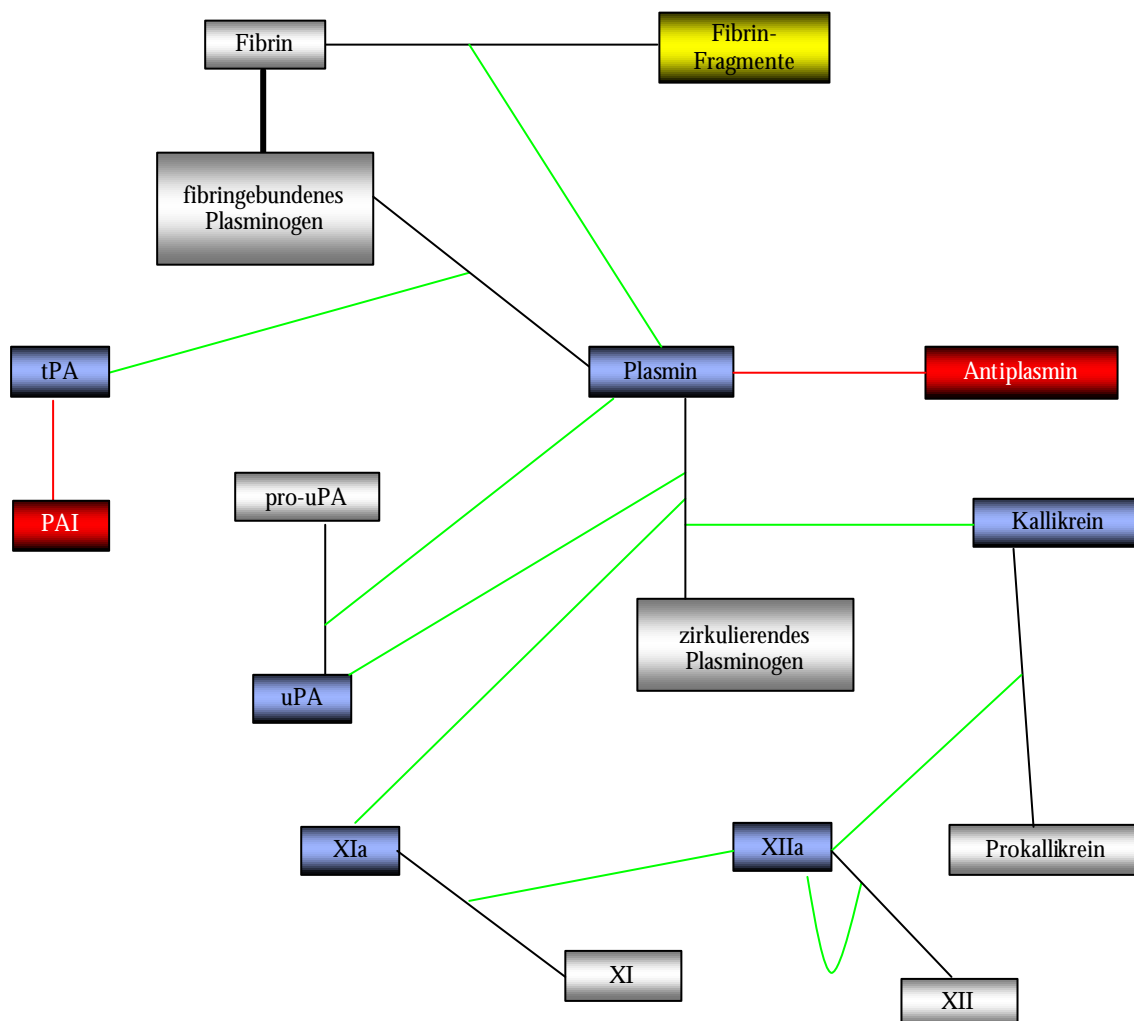 Fibrin
Fibrin-
Fragmente
fibringebundenes
Plasminogen
tPA
Plasmin
Antiplasmin
pro-uPA
PAI
Kallikrein
zirkulierendes
Plasminogen
uPA
XIa
XIIa
Prokallikrein
XI
XII